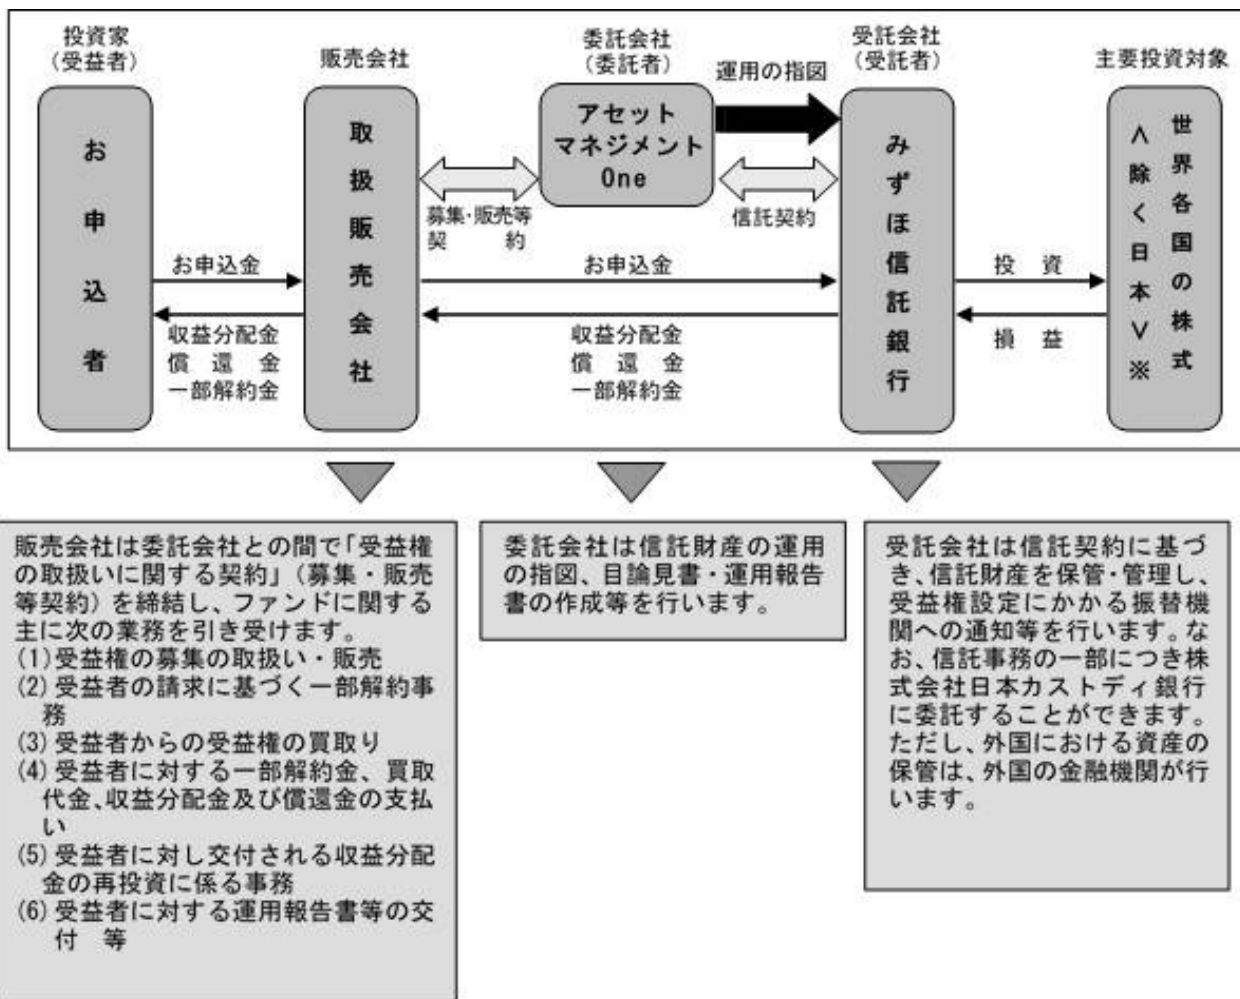 投資家
(受益者)
販売会社
委託会社
(委託者)
受託会社
(受託者)
主要投資対象
お申込者
取扱販売会社
アセット
マネジメント
One
運用の指図
みずほ信託銀行
世界各国の株式
＜除く日本＞※
募集・販売等
契　約
信託契約
お申込金
お申込金
投　資
収益分配金
償　還　金
一部解約金
収益分配金
償　還　金
一部解約金
損　益
販売会社は委託会社との間で「受益権
の取扱いに関する契約」（募集・販売
等契約）を締結し、ファンドに関する
主に次の業務を引き受けます。
(1)受益権の募集の取扱い・販売
(2)受益者の請求に基づく一部解約事
務
(3)受益者からの受益権の買取り
(4)受益者に対する一部解約金、買取
代金、収益分配金及び償還金の支払
い
(5)受益者に対し交付される収益分配
金の再投資に係る事務
(6)受益者に対する運用報告書等の交
付　等
委託会社は信託財産の運用
の指図、目論見書・運用報告
書の作成等を行います。
受託会社は信託契約に基づ
き、信託財産を保管・管理し、
受益権設定にかかる振替機
関への通知等を行います。な
お、信託事務の一部につき株
式会社日本カストディ銀行
に委託することができます。
ただし、外国における資産の
保管は、外国の金融機関が行
います。